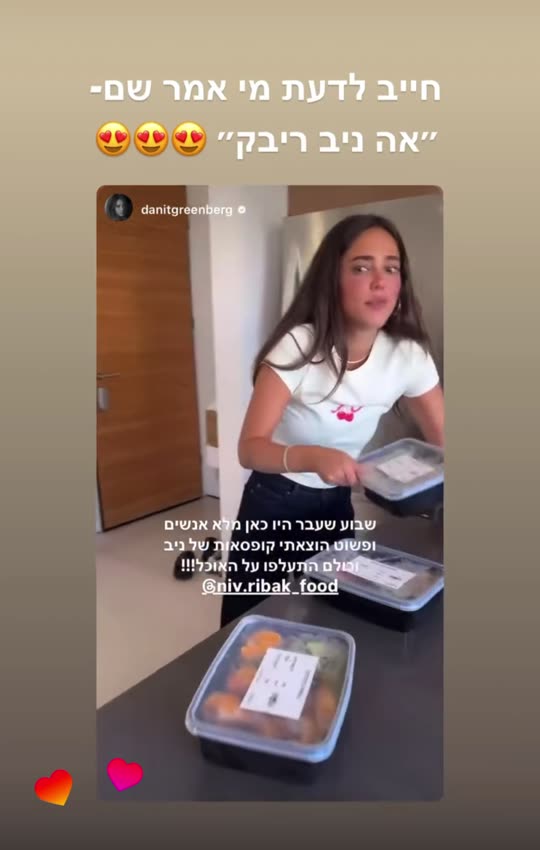 חייב לדעת מי אמר שם-
״אה ניב ריבק״ 😍😍😍
danitgreenberg
שבוע שעבר היו כאן מלא אנשים
ופשוט הוצאתי קופסאות של ניב
וכולם התעלפו על האוכל!!!
@niv.ribak_food